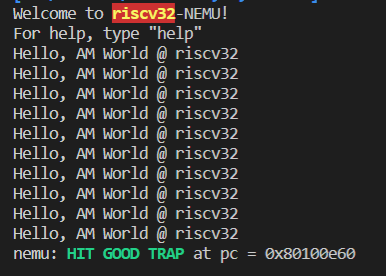 Welcome to riscv32-NEMU!
For help, type "help"
Hello, AM World @ riscv32
Hello, AM World @ riscv32
Hello, AM World @ riscv32
Hello, AM World @ riscv32
Hello, AM World @ riscv32
Hello, AM World @ riscv32
Hello, AM World @ riscv32
Hello, AM World @ riscv32
Hello, AM World @ riscv32
Hello, AM World @ riscv32
nemu: HIT GOOD TRAP at pc = 0x80100e60